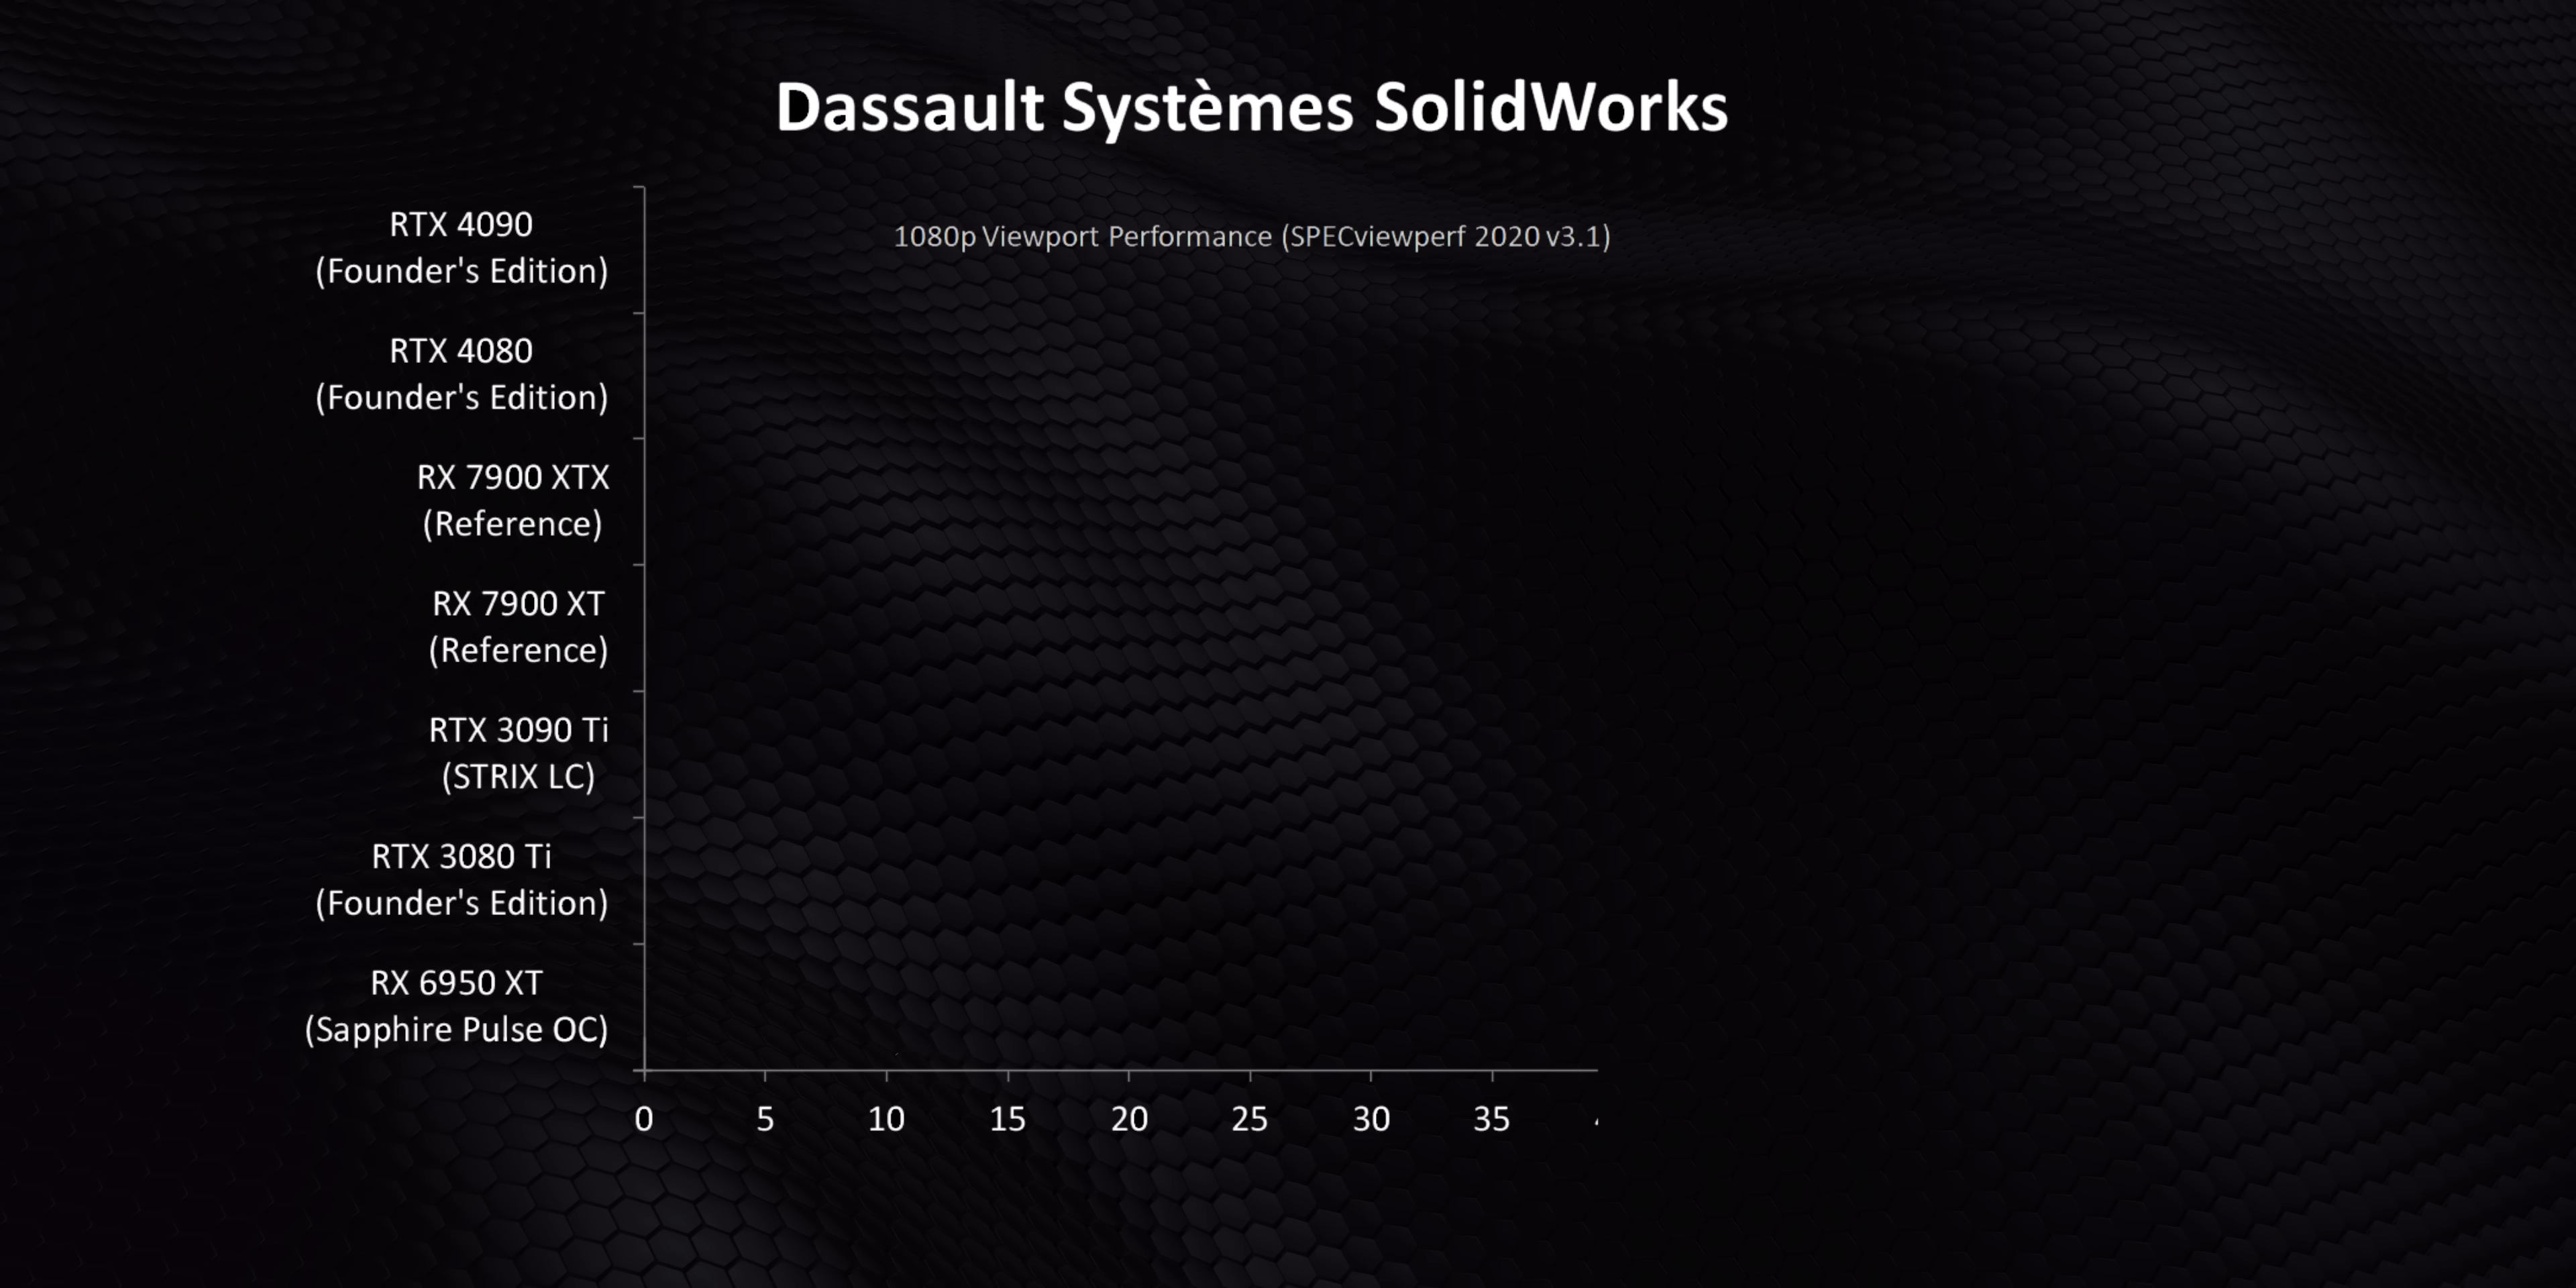 Dassault Systèmes SolidWorks
1080p Viewport Performance (SPECviewperf 2020 v3.1)
RTX 4090
(Founder's Edition)
RTX 4080
(Founder's Edition)
RX 7900 XTX
(Reference)
RX 7900 XT
(Reference)
RTX 3090 Ti
(STRIX LC)
RTX 3080 Ti
(Founder's Edition)
RX 6950 XT
(Sapphire Pulse OC)
0 5 10 15 20 25 30 35